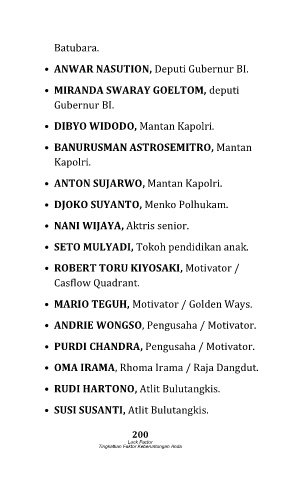 Batubara.
• ANWAR NASUTION, Deputi Gubernur BI.
• MIRANDA SWARAY GOELTOM, deputi
Gubernur BI.
• DIBYO WIDODO, Mantan Kapolri.
• BANURUSMAN ASTROSEMITRO, Mantan
Kapolri.
• ANTON SUJARWO, Mantan Kapolri.
• DJOKO SUYANTO, Menko Polhukam.
• NANI WIJAYA, Aktris senior.
• SETO MULYADI, Tokoh pendidikan anak.
• ROBERT TORU KIYOSAKI, Motivator /
Casflow Quadrant.
• MARIO TEGUH, Motivator / Golden Ways.
• ANDRIE WONGSO, Pengusaha / Motivator.
• PURDI CHANDRA, Pengusaha / Motivator.
• OMA IRAMA, Rhoma Irama / Raja Dangdut.
• RUDI HARTONO, Atlit Bulutangkis.
• SUSI SUSANTI, Atlit Bulutangkis.
200
Luck Factor
Tingkatkan Faktor Keberuntungan Anda